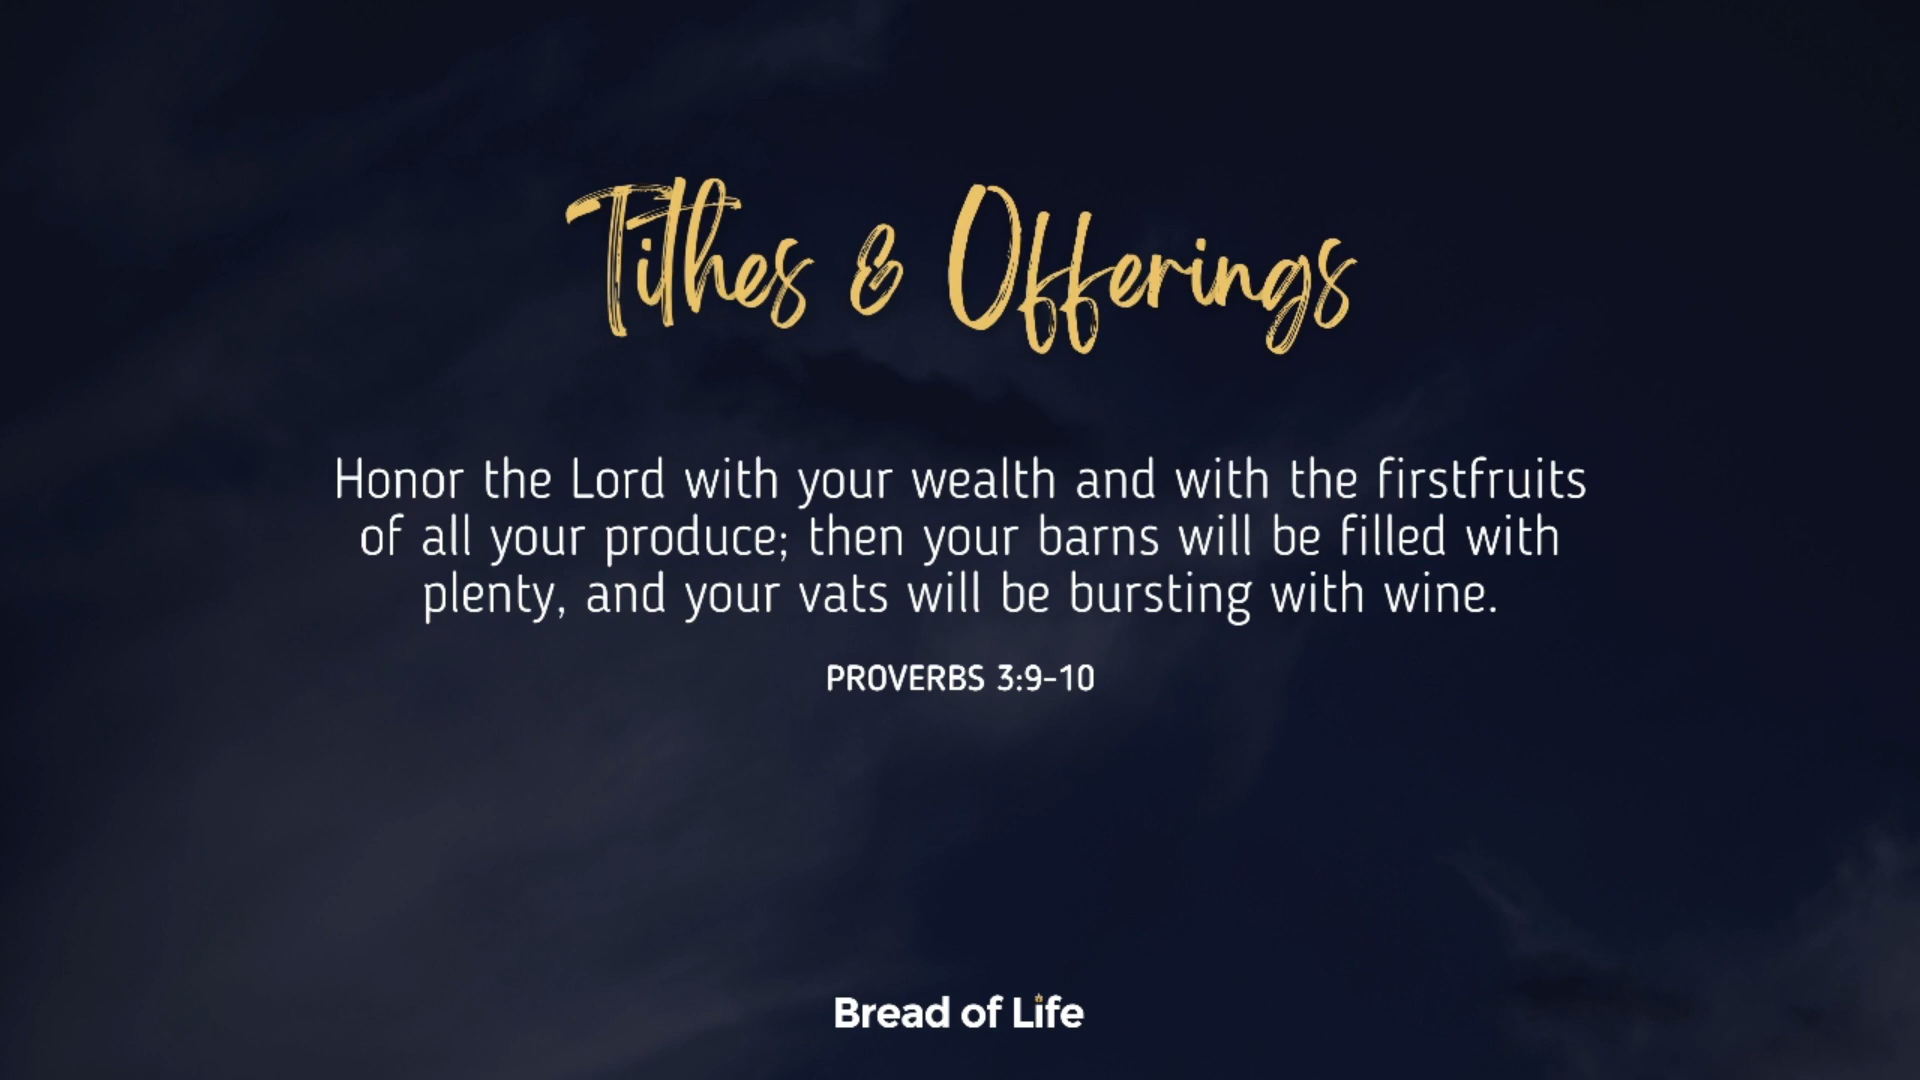 Tithes & Offerings
Honor the Lord with your wealth and with the firstfruits
of all your produce; then your barns will be filled with
plenty, and your vats will be bursting with wine.
PROVERBS 3:9-10
Bread of Life